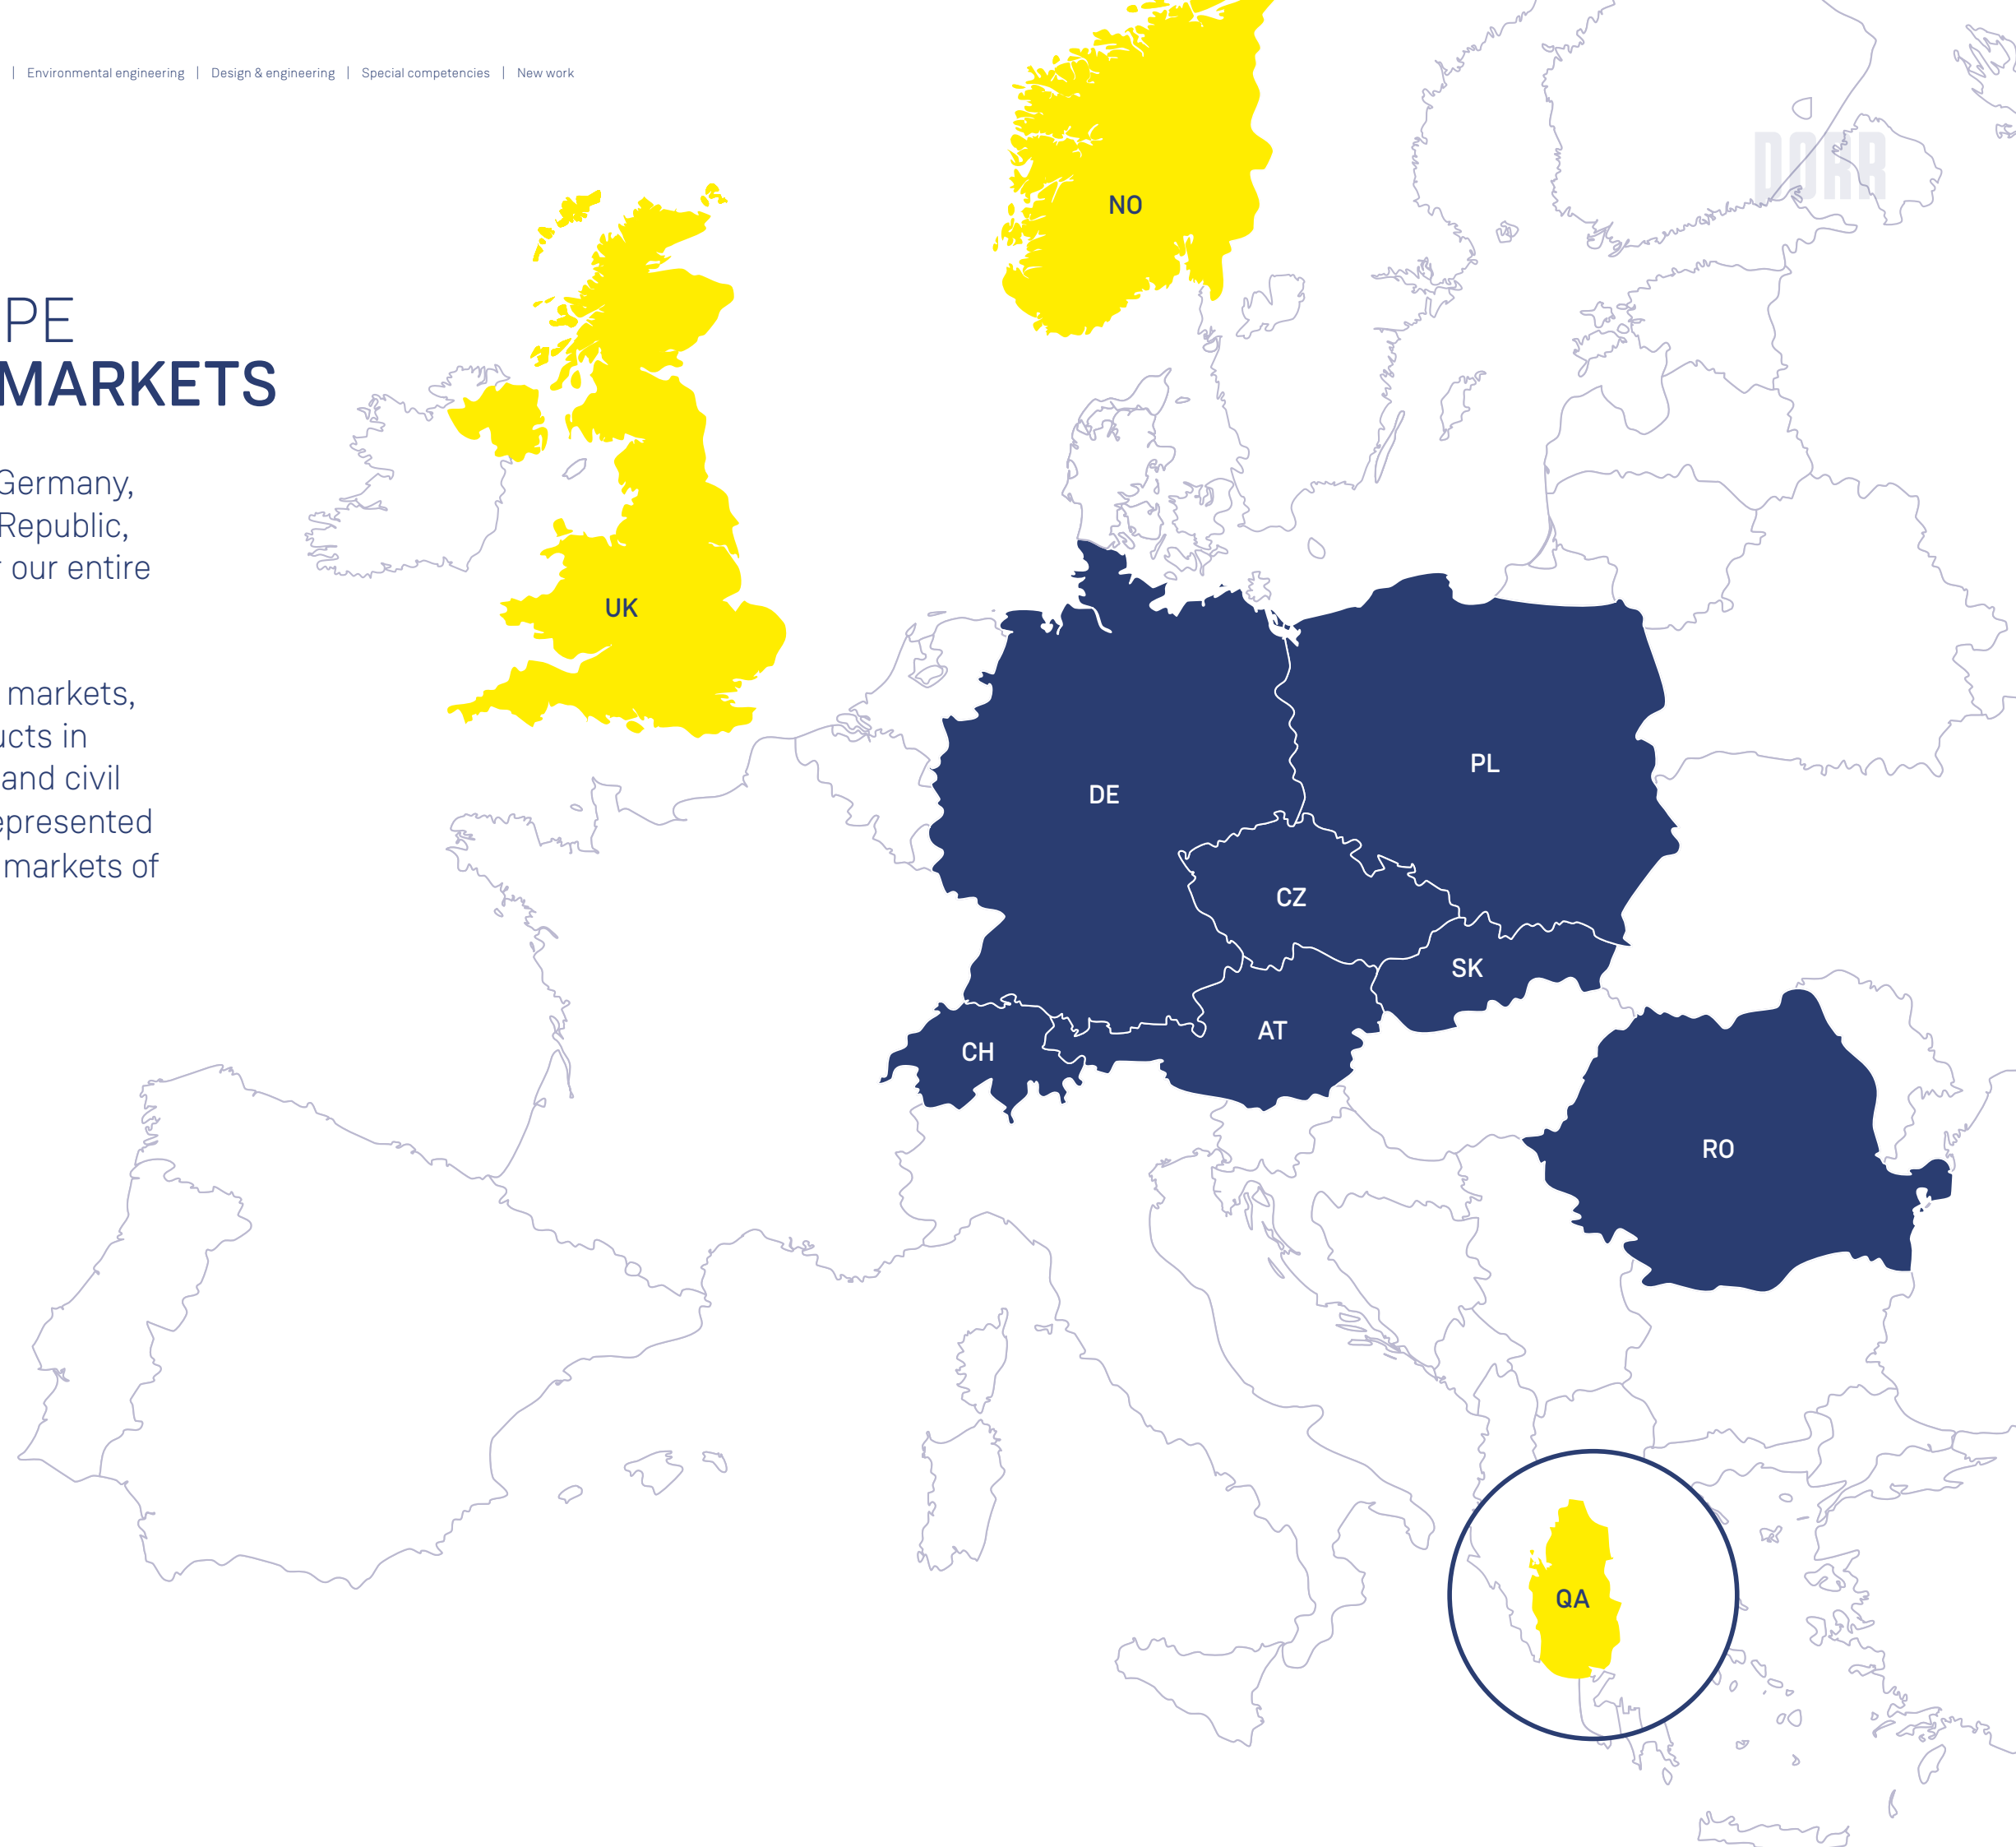 | Environmental engineering | Design & engineering | Special competencies | New work
PE
MARKETS
Germany,
Republic,
our entire
markets,
ucts in
and civil
epresented
markets of
NO
UK
DE
PL
CZ
SK
AT
CH
RO
QA